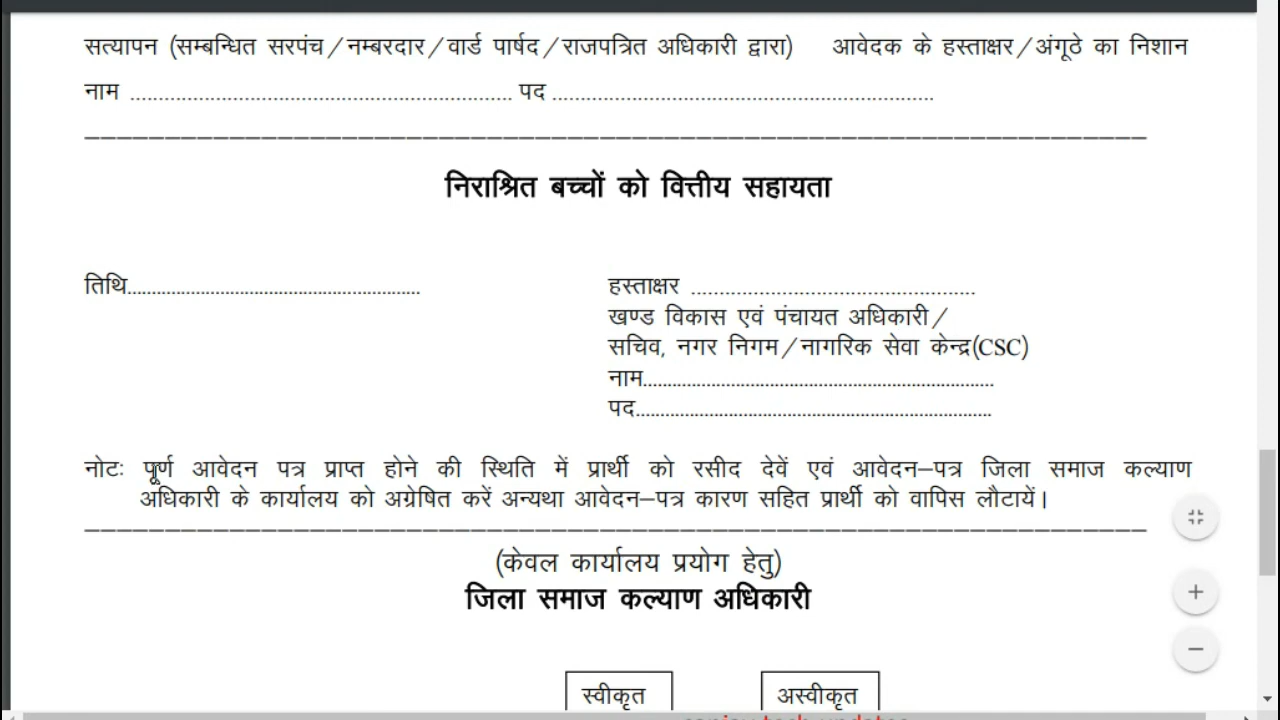 सत्यापन (सम्बन्धित सरपंच/नम्बरदार/वार्ड पार्षद/राजपत्रित अधिकारी द्वारा) आवेदक के हस्ताक्षर/अंगूठे का निशान
नाम .................................................................... पद ....................................................................
निराश्रित बच्चों को वित्तीय सहायता
तिथि............................................................ हस्ताक्षर ..................................................
खण्ड विकास एवं पंचायत अधिकारी/
सचिव, नगर निगम/नागरिक सेवा केन्द्र(CSC)
नाम........................................................................
पद.........................................................................
नोटः पूर्ण आवेदन पत्र प्राप्त होने की स्थिति में प्रार्थी को रसीद देवें एवं आवेदन–पत्र जिला समाज कल्याण
अधिकारी के कार्यालय को अग्रेषित करें अन्यथा आवेदन–पत्र कारण सहित प्रार्थी को वापिस लौटायें।
(केवल कार्यालय प्रयोग हेतु)
जिला समाज कल्याण अधिकारी
स्वीकृत अस्वीकृत